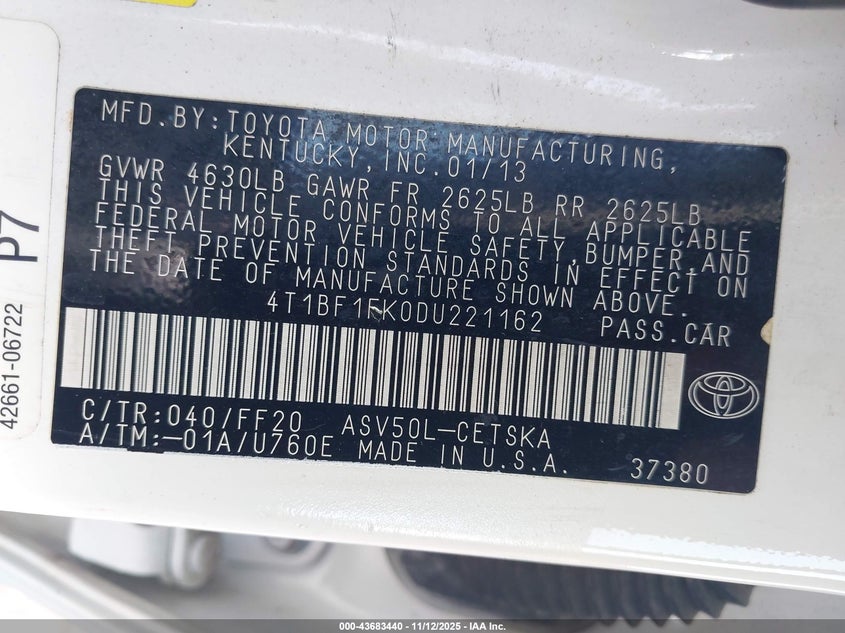 MFD.BY:TOYOTA MOTOR MANUFACTURING,
KENTUCKY,INC.01/13
GVWR 4630LB GAWR FR 2625LB RR 2625LB
THIS VEHICLE CONFORMS TO ALL APPLICABLE
FEDERAL MOTOR VEHICLE SAFETY,BUMPER,AND
THEFT PREVENTION STANDARDS IN EFFECT ON
THE DATE OF MANUFACTURE SHOWN ABOVE.
4T1BF1FK0DU221162 PASS.CAR
C/TR:040/FF20 ASV50L-CETSKA
A/TM:-01A/U760E MADE IN U.S.A. 37380
42661-06722 P7
000-43683440 - 11/12/2025 - IAA Inc.